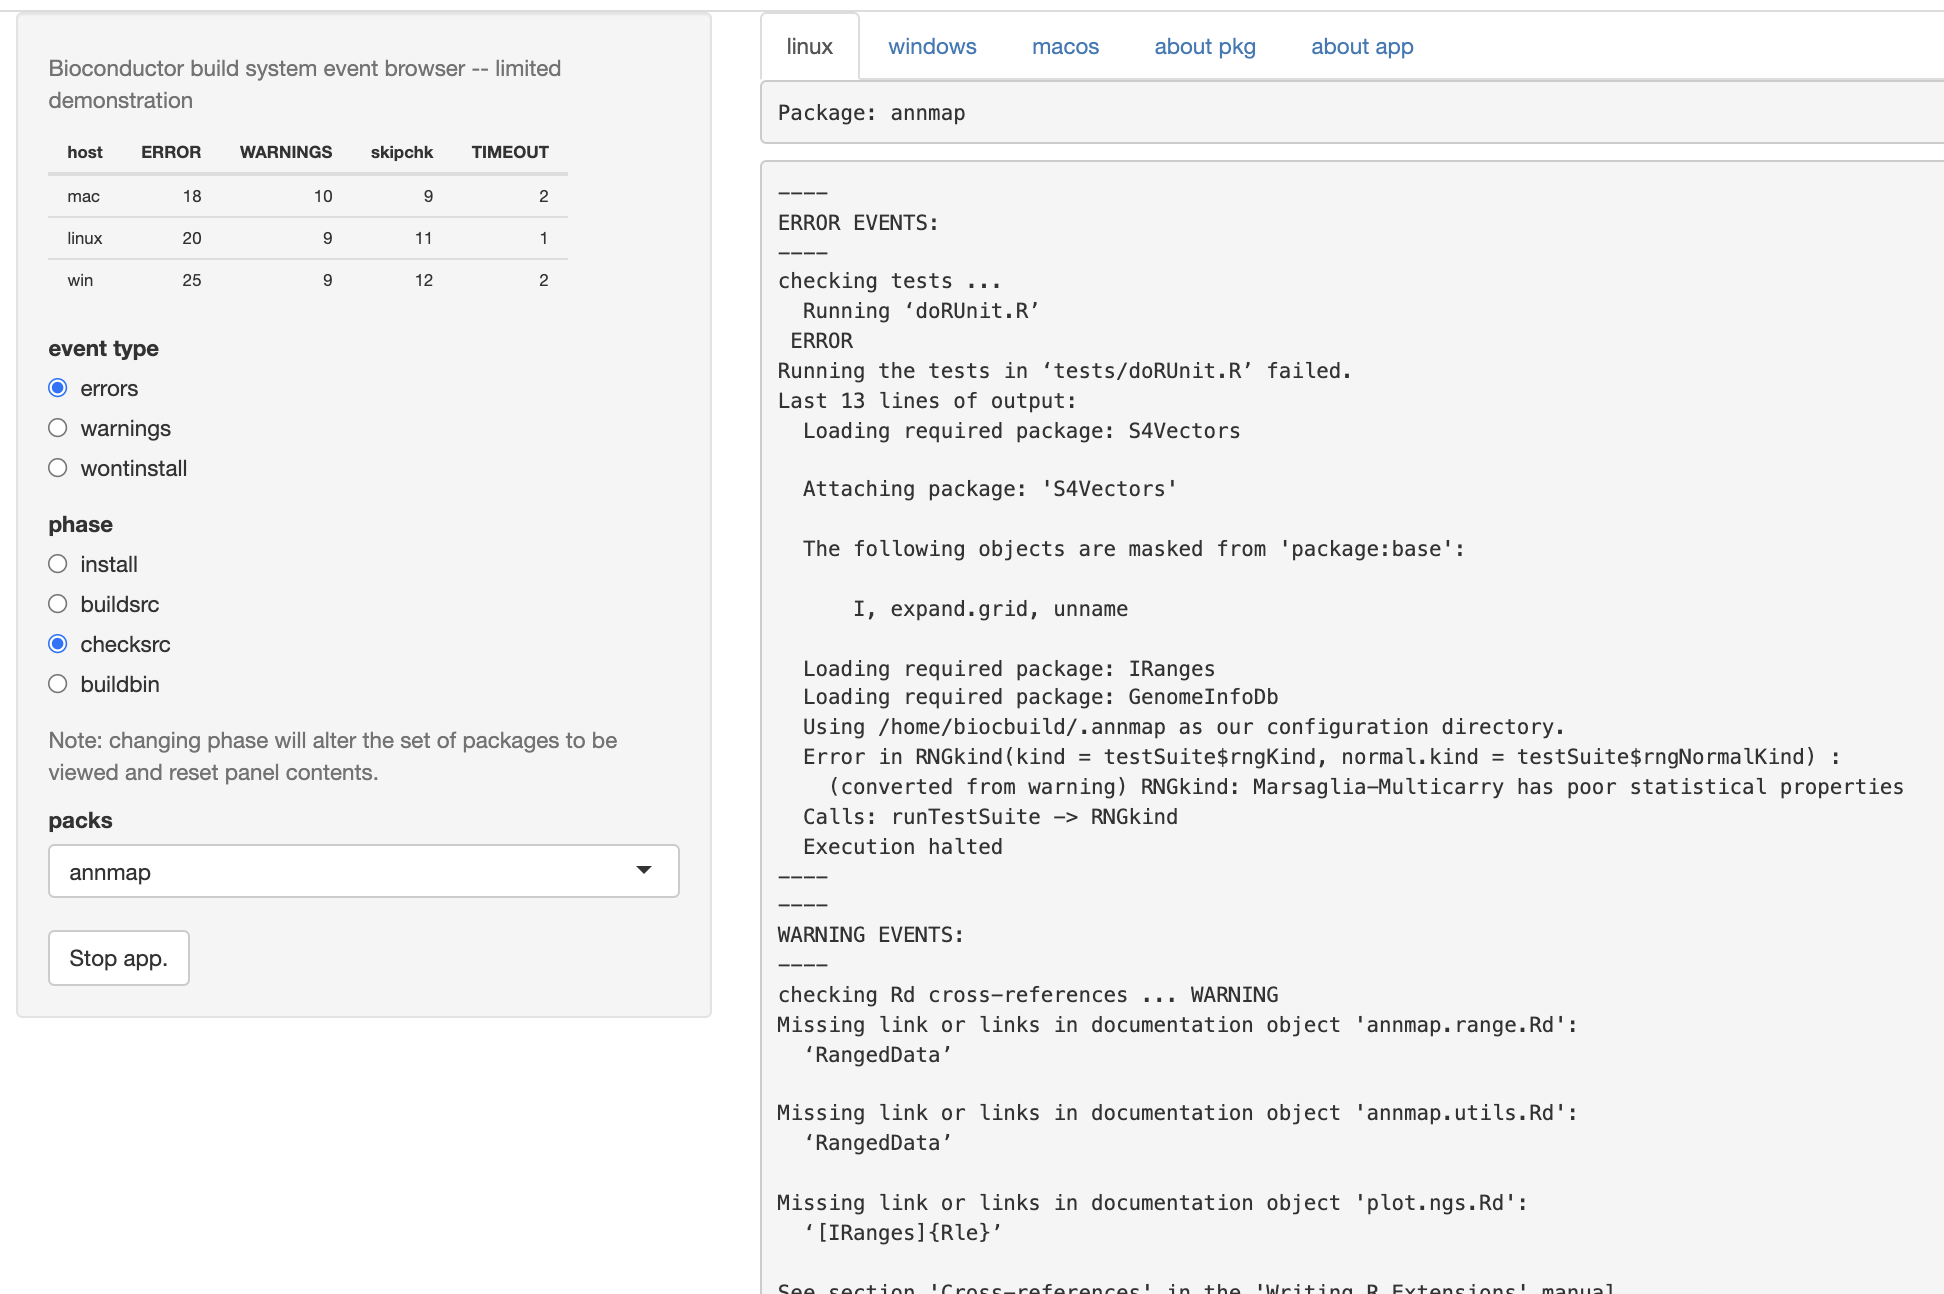 Bioconductor build system event browser -- limited
demonstration
host ERROR WARNINGS skipchk TIMEOUT
mac 18 10 9 2
linux 20 9 11 1
win 25 9 12 2
event type
errors
warnings
wontinstall
phase
install
buildsrc
checksrc
buildbin
Note: changing phase will alter the set of packages to be
viewed and reset panel contents.
packs
annmap
Stop app.
linux windows macos about pkg about app
Package: annmap
----
ERROR EVENTS:
----
checking tests ...
Running ‘doRUnit.R’
ERROR
Running the tests in ‘tests/doRUnit.R’ failed.
Last 13 lines of output:
Loading required package: S4Vectors
Attaching package: 'S4Vectors'
The following objects are masked from 'package:base':
I, expand.grid, unname
Loading required package: IRanges
Loading required package: GenomeInfoDb
Using /home/biocbuild/.annmap as our configuration directory.
Error in RNGkind(kind = testSuite$rngKind, normal.kind = testSuite$rngNormalKind) :
(converted from warning) RNGkind: Marsaglia-Multicarry has poor statistical properties
Calls: runTestSuite -> RNGkind
Execution halted
----
----
WARNING EVENTS:
----
checking Rd cross-references ... WARNING
Missing link or links in documentation object 'annmap.range.Rd':
‘RangedData’
Missing link or links in documentation object 'annmap.utils.Rd':
‘RangedData’
Missing link or links in documentation object 'plot.ngs.Rd':
‘[IRanges]{Rle}’
See section 'Cross-references' in the 'Writing R Extensions' manual